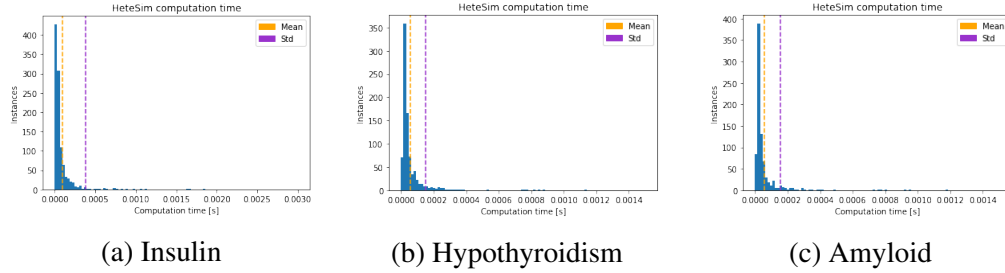 HeteSim computation time
Mean
Std
400
350
300
250
200
150
100
50
0
Instances
0.0000 0.0005 0.0010 0.0015 0.0020 0.0025 0.0030
Computation time [s]
(a) Insulin
HeteSim computation time
Mean
Std
350
300
250
200
150
100
50
0
Instances
0.0000 0.0002 0.0004 0.0006 0.0008 0.0010 0.0012 0.0014
Computation time [s]
(b) Hypothyroidism
HeteSim computation time
Mean
Std
400
350
300
250
200
150
100
50
0
Instances
0.0000 0.0002 0.0004 0.0006 0.0008 0.0010 0.0012 0.0014
Computation time [s]
(c) Amyloid